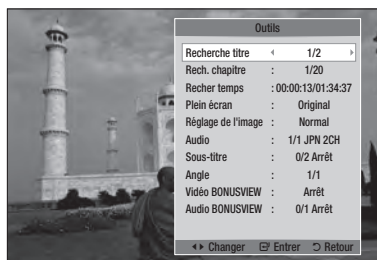 Outils
Recherche titre ◄ 1/2 ►
Rech. chapitre : 1/20
Recher temps : 00:00:13/01:34:37
Plein écran : Original
Réglage de l'image : Normal
Audio : 1/1 JPN 2CH
Sous-titre : 0/2 Arrêt
Angle : 1/1
Vidéo BONUSVIEW : Arrêt
Audio BONUSVIEW : 0/1 Arrêt
◄► Changer Entrer Retour